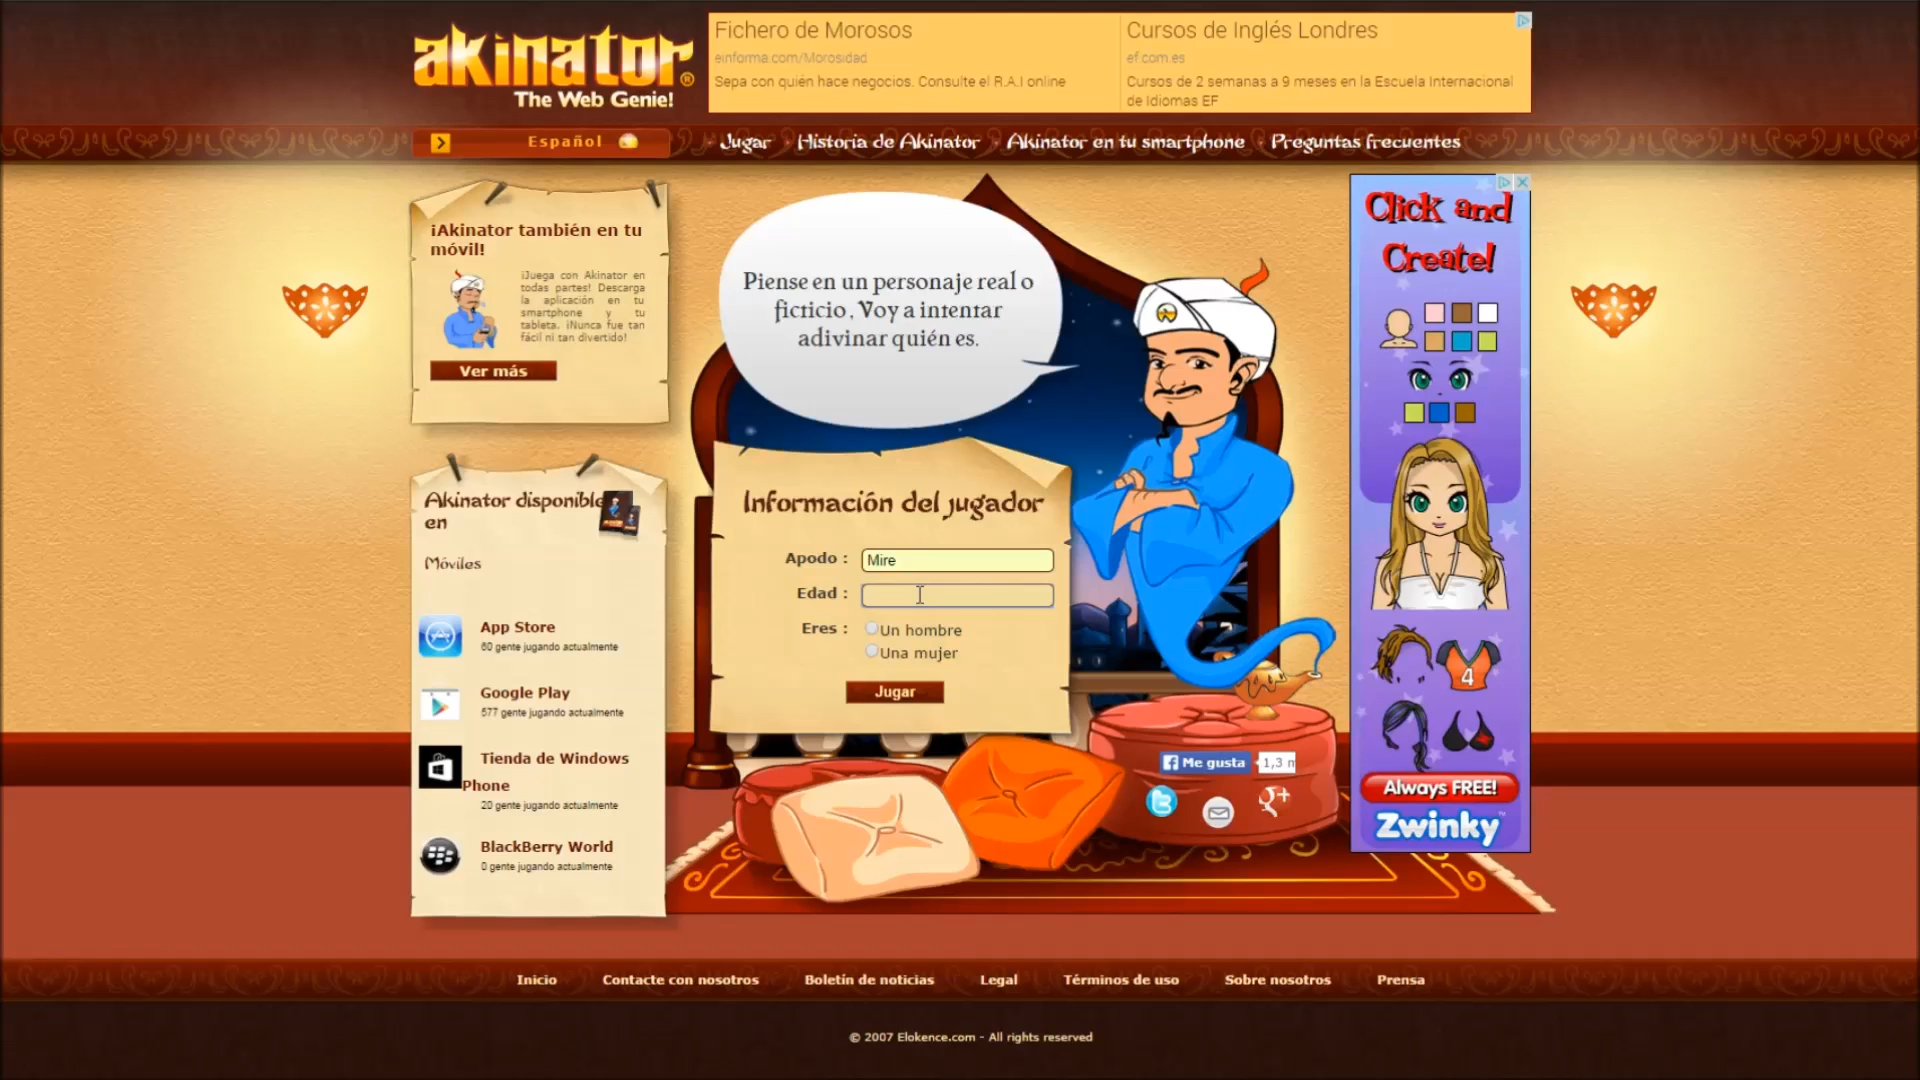 akinator®
The Web Genie!
Fichero de Morosos
einforma.com/Morosidad
Sepa con quién hace negocios. Consulte el R.A.I online
Cursos de Inglés Londres
ef.com.es
Cursos de 2 semanas a 9 meses en la Escuela Internacional
de Idiomas EF
Español
Jugar
Historia de Akinator
Akinator en tu smartphone
Preguntas frecuentes
¡Akinator también en tu
móvil!
¡Juega con Akinator en
todas partes! Descarga
la aplicación en tu
smartphone y tu
tableta. ¡Nunca fue tan
fácil ni tan divertido!
Ver más
Akinator disponible
en
Móviles
App Store
60 gente jugando actualmente
Google Play
577 gente jugando actualmente
Tienda de Windows
Phone
20 gente jugando actualmente
BlackBerry World
0 gente jugando actualmente
Piense en un personaje real o
ficticio. Voy a intentar
adivinar quién es.
Información del jugador
Apodo :
Mire
Edad :
Eres :
Un hombre
Una mujer
Jugar
Me gusta
1,3 m
Click and
Create!
4
Always FREE!
Zwinky
Inicio
Contacte con nosotros
Boletín de noticias
Legal
Términos de uso
Sobre nosotros
Prensa
© 2007 Elokence.com - All rights reserved